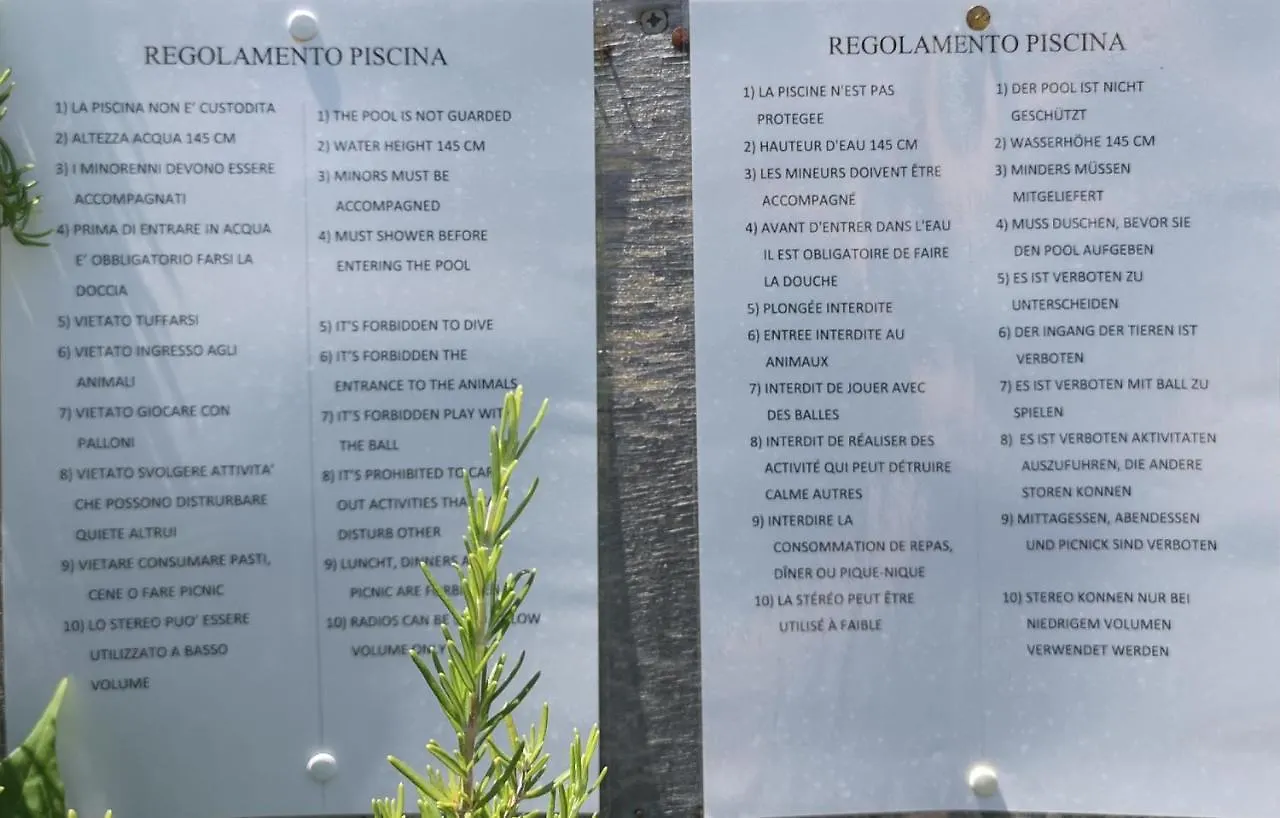 REGOLAMENTO PISCINA
1) LA PISCINA NON E' CUSTODITA
2) ALTEZZA ACQUA 145 CM
3) I MINORENNI DEVONO ESSERE
ACCOMPAGNATI
4) PRIMA DI ENTRARE IN ACQUA
E' OBBLIGATORIO FARSI LA
DOCCIA
5) VIETATO TUFFARSI
6) VIETATO INGRESSO AGLI
ANIMALI
7) VIETATO GIOCARE CON
PALLONI
8) VIETATO SVOLGERE ATTIVITA'
CHE POSSONO DISTRURBARE
QUIETE ALTRUI
9) VIETARE CONSUMARE PASTI,
CENE O FARE PICNIC
10) LO STEREO PUO' ESSERE
UTILIZZATO A BASSO
VOLUME
1) THE POOL IS NOT GUARDED
2) WATER HEIGHT 145 CM
3) MINORS MUST BE
ACCOMPAGNED
4) MUST SHOWER BEFORE
ENTERING THE POOL
5) IT'S FORBIDDEN TO DIVE
6) IT'S FORBIDDEN THE
ENTRANCE TO THE ANIMALS
7) IT'S FORBIDDEN PLAY
THE BALL
8) IT'S PROHIBITED TO
OUT ACTIVITIES
DISTURB OTHER
9) LUNCHT, DINNERS
PICNIC ARE
10) RADIOS CAN BE
VOLUME ONLY
REGOLAMENTO PISCINA
1) LA PISCINE N'EST PAS
PROTEGEE
2) HAUTEUR D'EAU 145 CM
3) LES MINEURS DOIVENT ÊTRE
ACCOMPAGNÉ
4) AVANT D'ENTRER DANS L'EAU
IL EST OBLIGATOIRE DE FAIRE
LA DOUCHE
5) PLONGÉE INTERDITE
6) ENTREE INTERDITE AU
ANIMAUX
7) INTERDIT DE JOUER AVEC
DES BALLES
8) INTERDIT DE RÉALISER DES
ACTIVITÉ QUI PEUT DÉTRUIRE
CALME AUTRES
9) INTERDIRE LA
CONSOMMATION DE REPAS,
DÎNER OU PIQUE-NIQUE
10) LA STÉRÉO PEUT ÊTRE
UTILISÉ À FAIBLE
1) DER POOL IST NICHT
GESCHÜTZT
2) WASSERHÖHE 145 CM
3) MINDERS MÜSSEN
MITGELIEFERT
4) MUSS DUSCHEN, BEVOR SIE
DEN POOL AUFGEBEN
5) ES IST VERBOTEN ZU
UNTERSCHEIDEN
6) DER INGANG DER TIEREN IST
VERBOTEN
7) ES IST VERBOTEN MIT BALL ZU
SPIELEN
8) ES IST VERBOTEN AKTIVITATEN
AUSZUFUHREN, DIE ANDERE
STOREN KONNEN
9) MITTAGESSEN, ABENDESSEN
UND PICNICK SIND VERBOTEN
10) STEREO KONNEN NUR BEI
NIEDRIGEM VOLUMEN
VERWENDET WERDEN